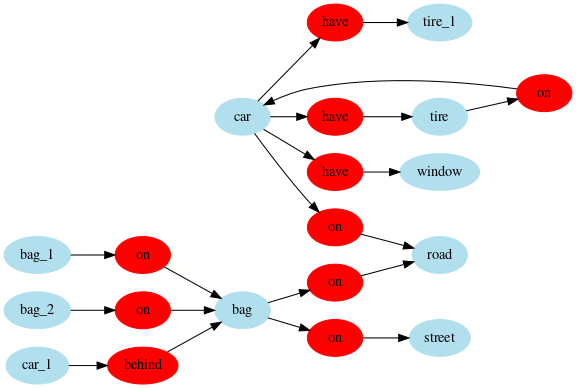 have
tire_1
on
car
have
tire
have
window
on
road
bag_1
on
bag_2
on
bag
on
car_1
behind
on
street